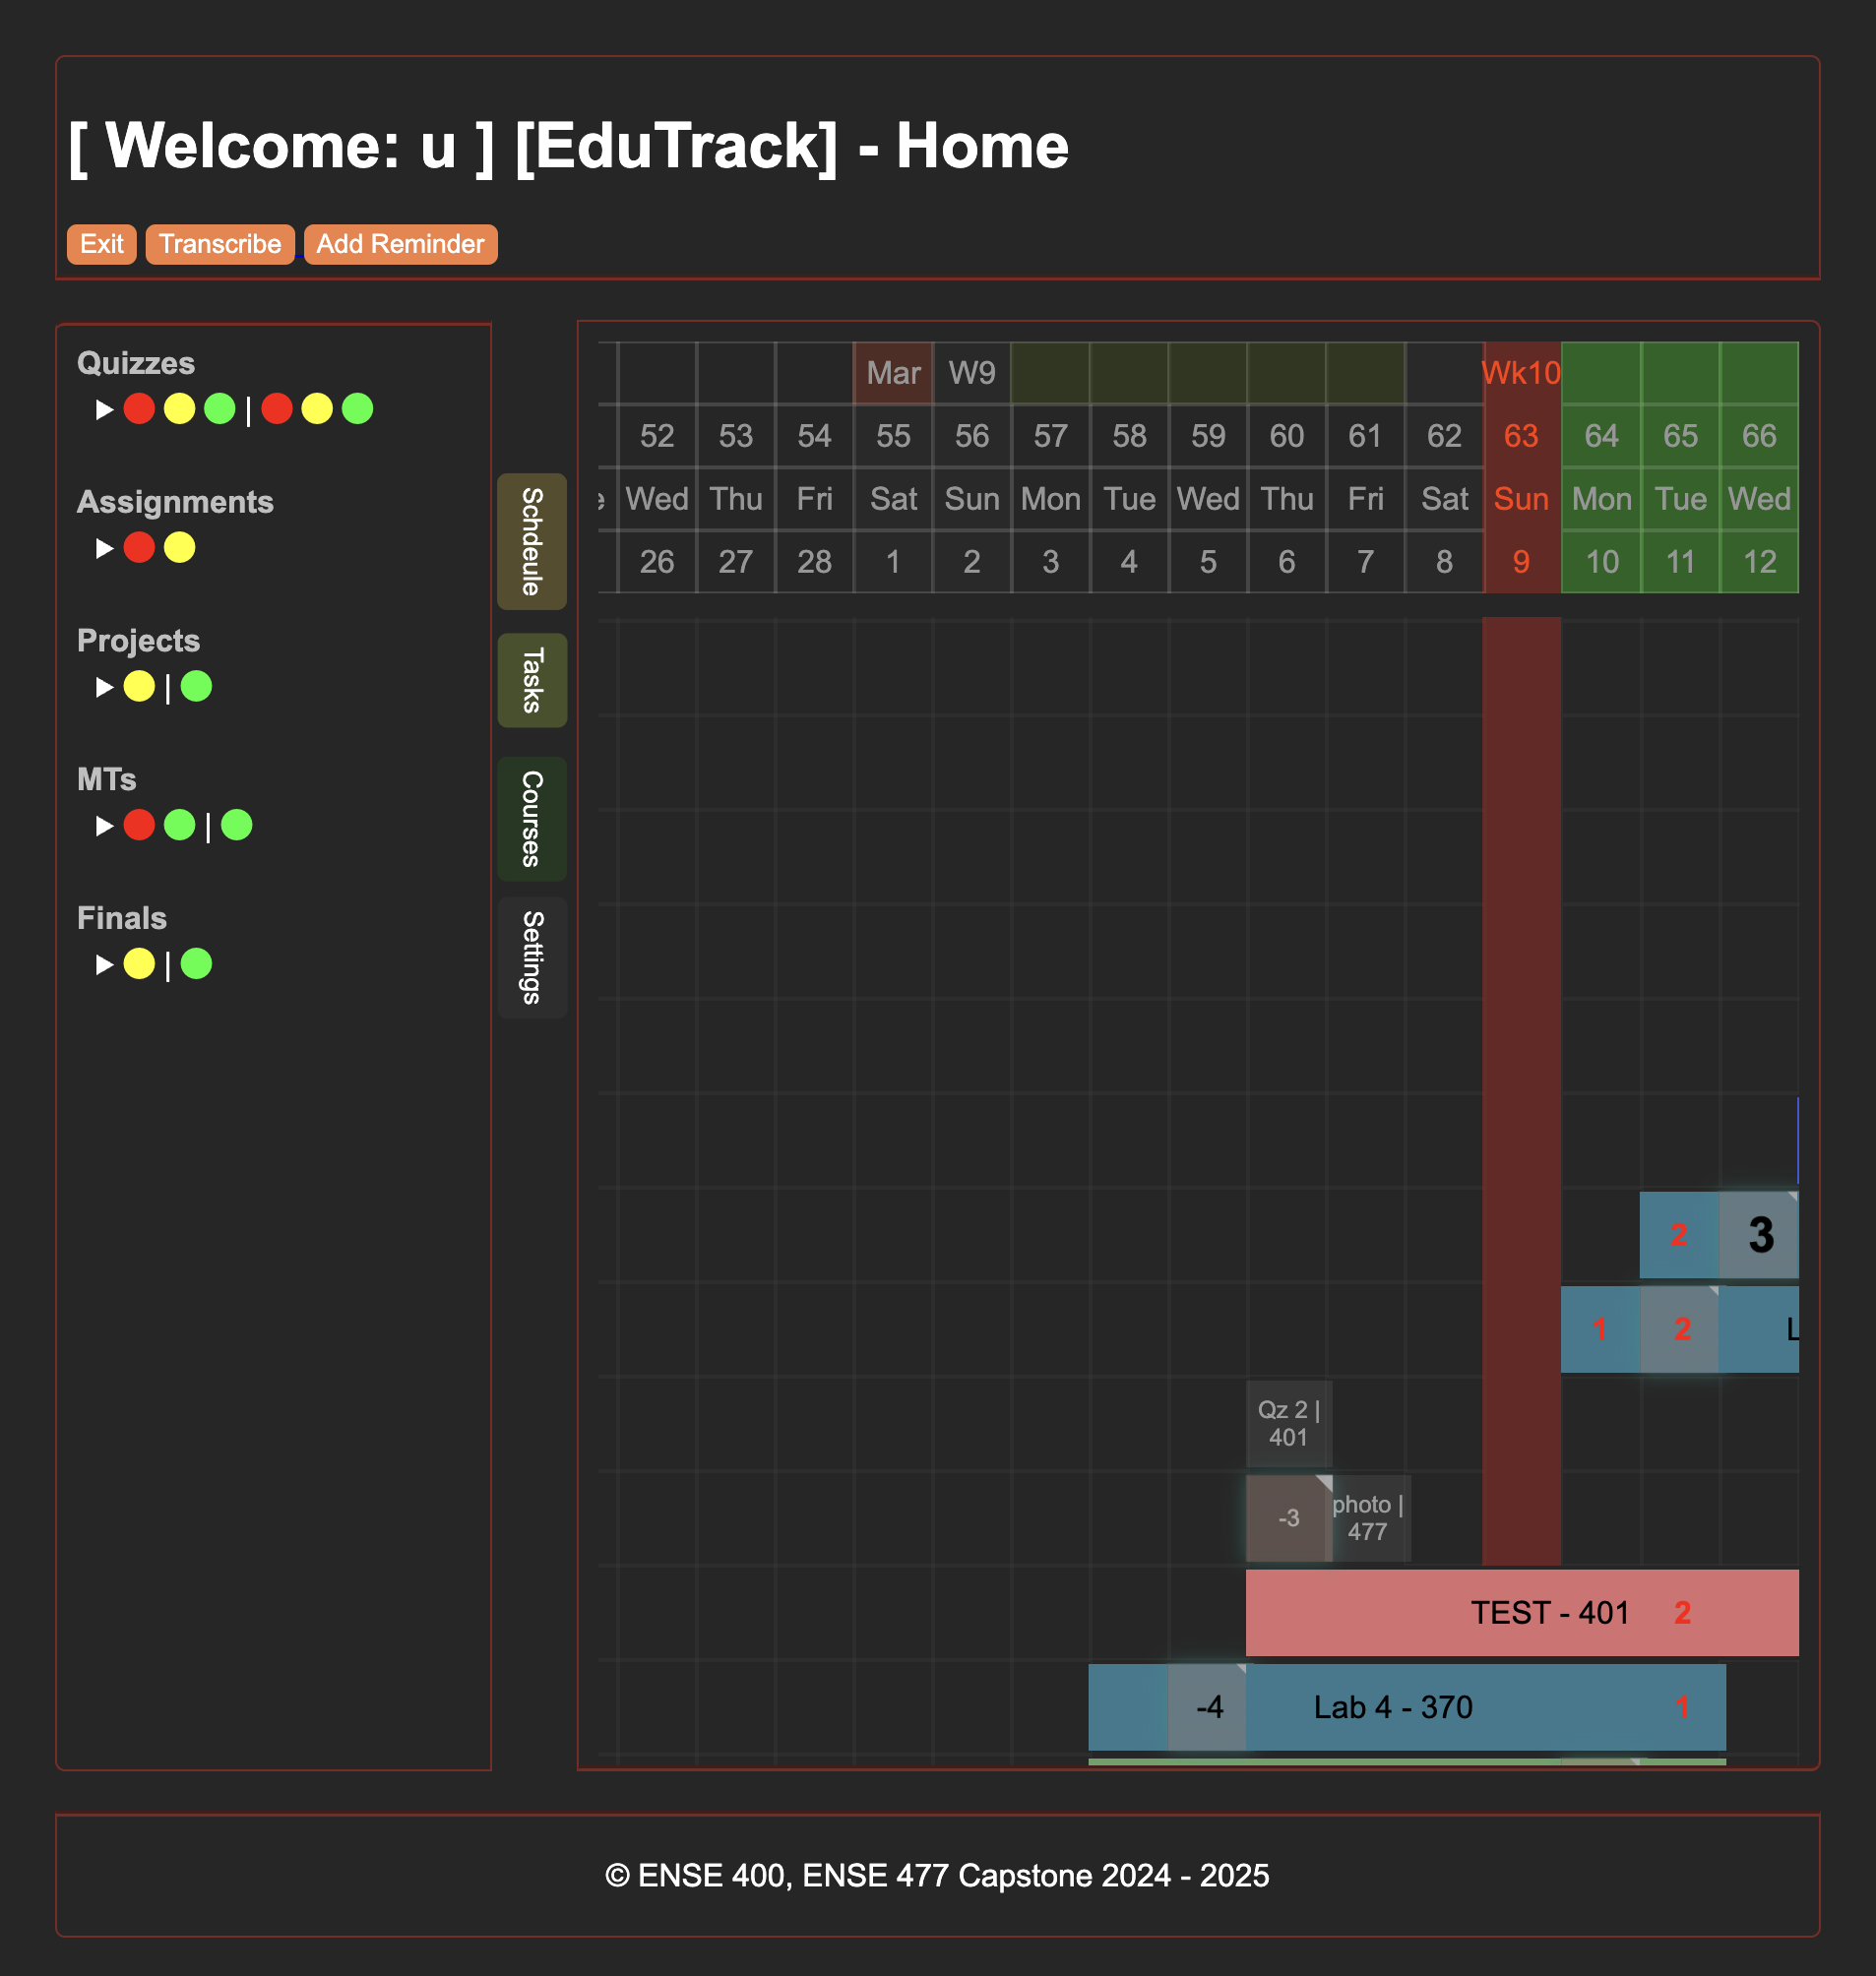 [ Welcome: u ] [EduTrack] - Home
Exit Transcribe Add Reminder
Quizzes
|
Assignments
Projects
|
MTs
|
Finals
|
Schdeule
Tasks
Courses
Settings
Mar W9 Wk10
52 53 54 55 56 57 58 59 60 61 62 63 64 65 66
e Wed Thu Fri Sat Sun Mon Tue Wed Thu Fri Sat Sun Mon Tue Wed
26 27 28 1 2 3 4 5 6 7 8 9 10 11 12
2 3
1 2 L
Qz 2 |
401
-3 photo |
477
TEST - 401 2
-4 Lab 4 - 370 1
© ENSE 400, ENSE 477 Capstone 2024 - 2025